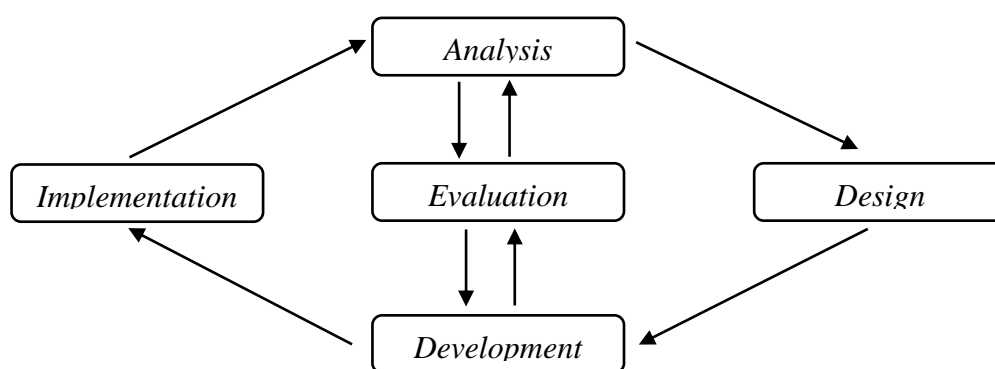 Analysis
Implementation
Evaluation
Design
Development